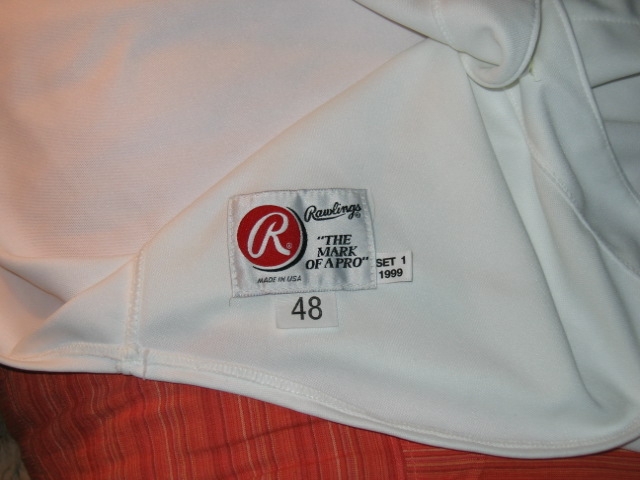 Rawlings®
R®
"THE
MARK
OF A PRO"
MADE IN USA
SET 1
1999
48